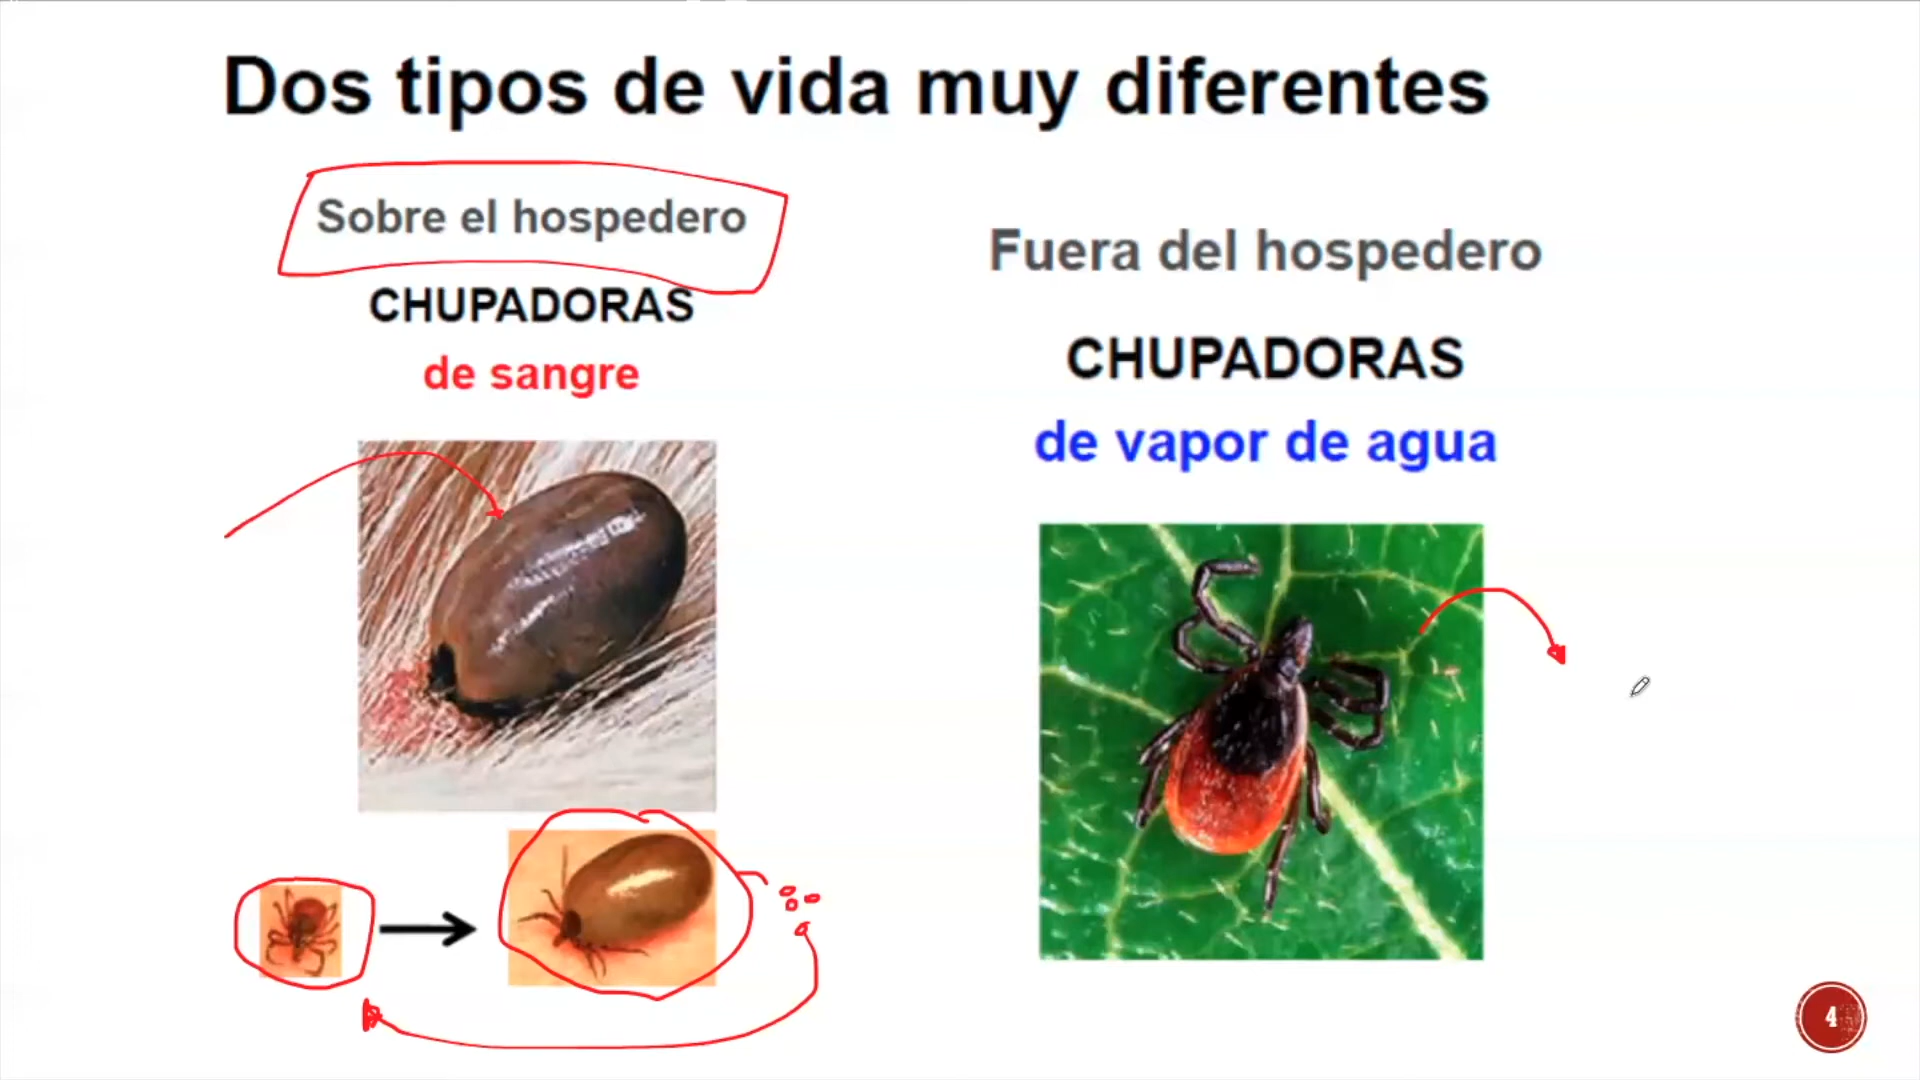 Dos tipos de vida muy diferentes
Sobre el hospedero
CHUPADORAS
de sangre
Fuera del hospedero
CHUPADORAS
de vapor de agua
4